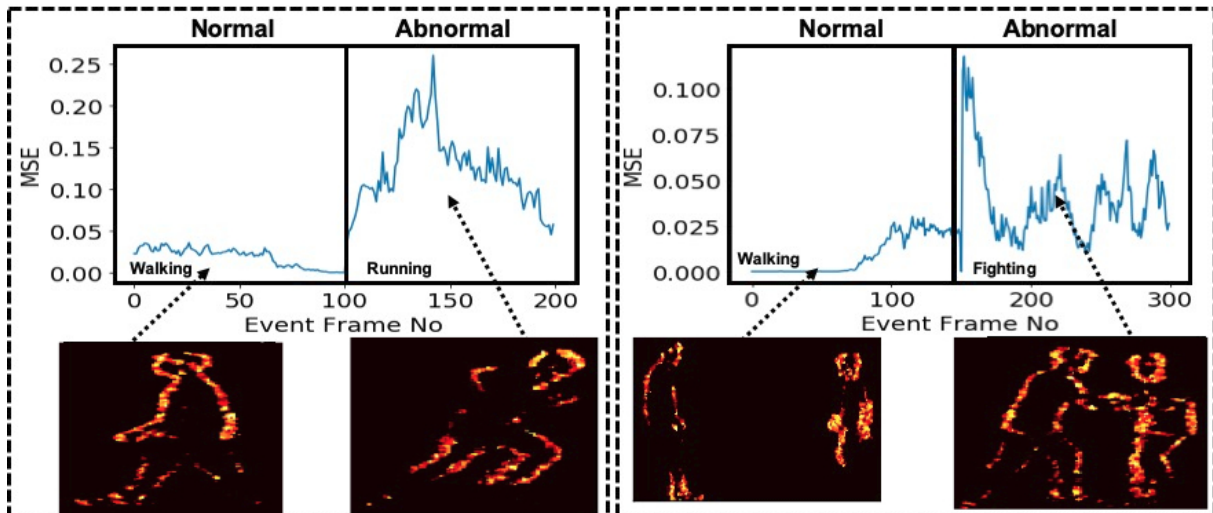 Normal Abnormal
0.25
0.20
0.15
0.10
0.05
0.00
MSE
Walking Running
0 50 100 150 200
Event Frame No
Normal Abnormal
0.100
0.075
0.050
0.025
0.000
MSE
Walking Fighting
0 100 200 300
Event Frame No